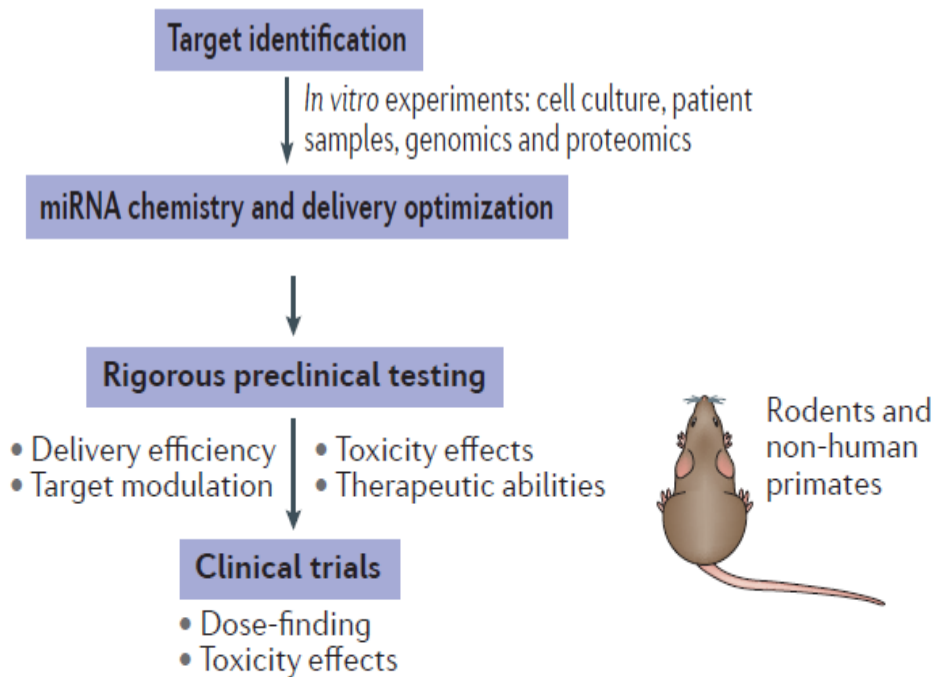 Target identification
In vitro experiments: cell culture, patient
samples, genomics and proteomics
miRNA chemistry and delivery optimization
Rigorous preclinical testing
• Delivery efficiency
• Target modulation
• Toxicity effects
• Therapeutic abilities
Rodents and
non-human
primates
Clinical trials
• Dose-finding
• Toxicity effects